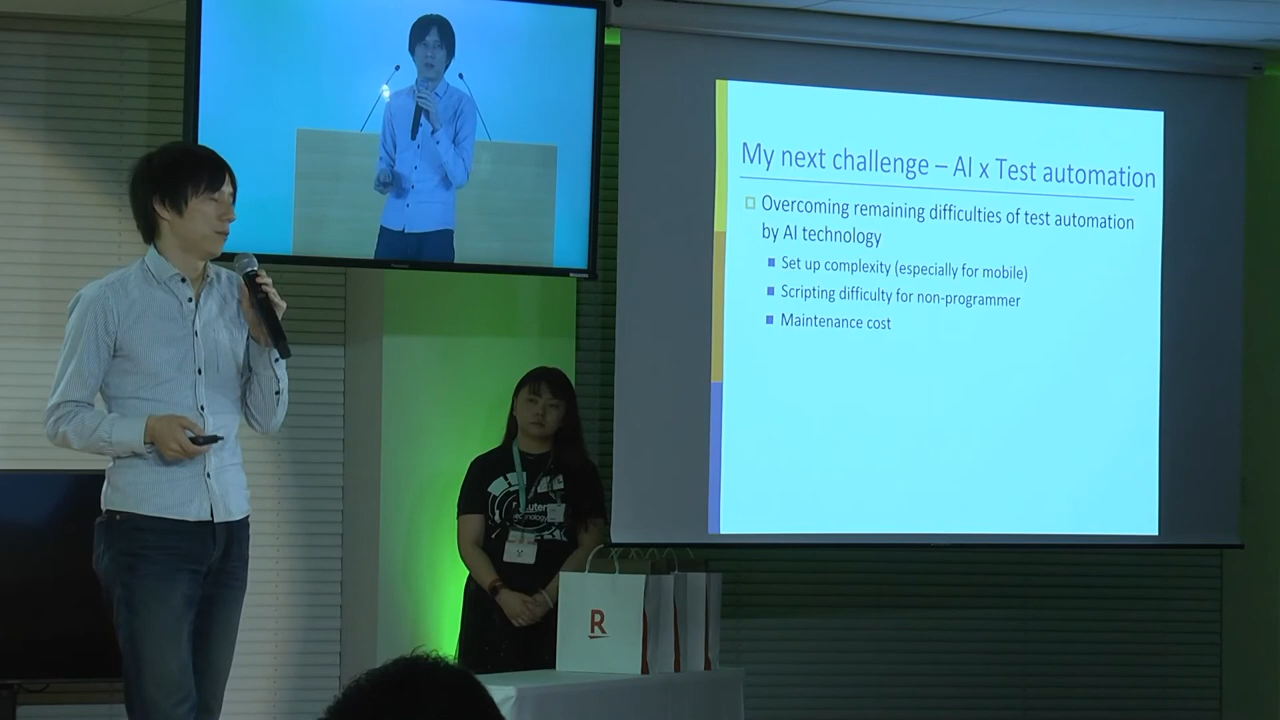 My next challenge – AI x Test automation
Overcoming remaining difficulties of test automation
by AI technology
Set up complexity (especially for mobile)
Scripting difficulty for non-programmer
Maintenance cost
R